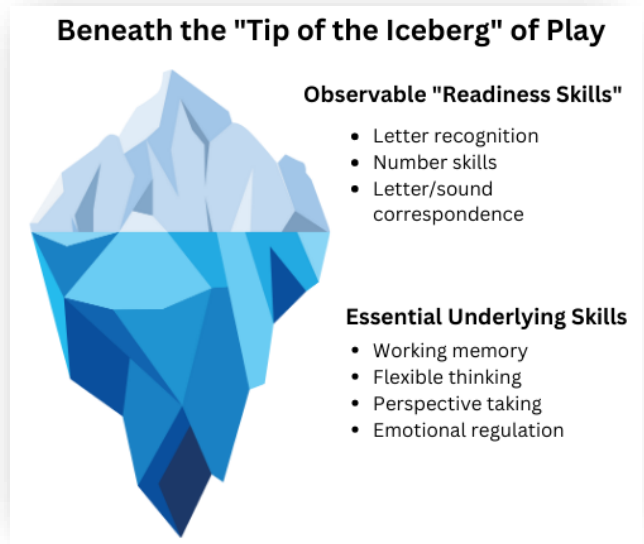 Beneath the "Tip of the Iceberg" of Play
Observable "Readiness Skills"
• Letter recognition
• Number skills
• Letter/sound
correspondence
Essential Underlying Skills
• Working memory
• Flexible thinking
• Perspective taking
• Emotional regulation